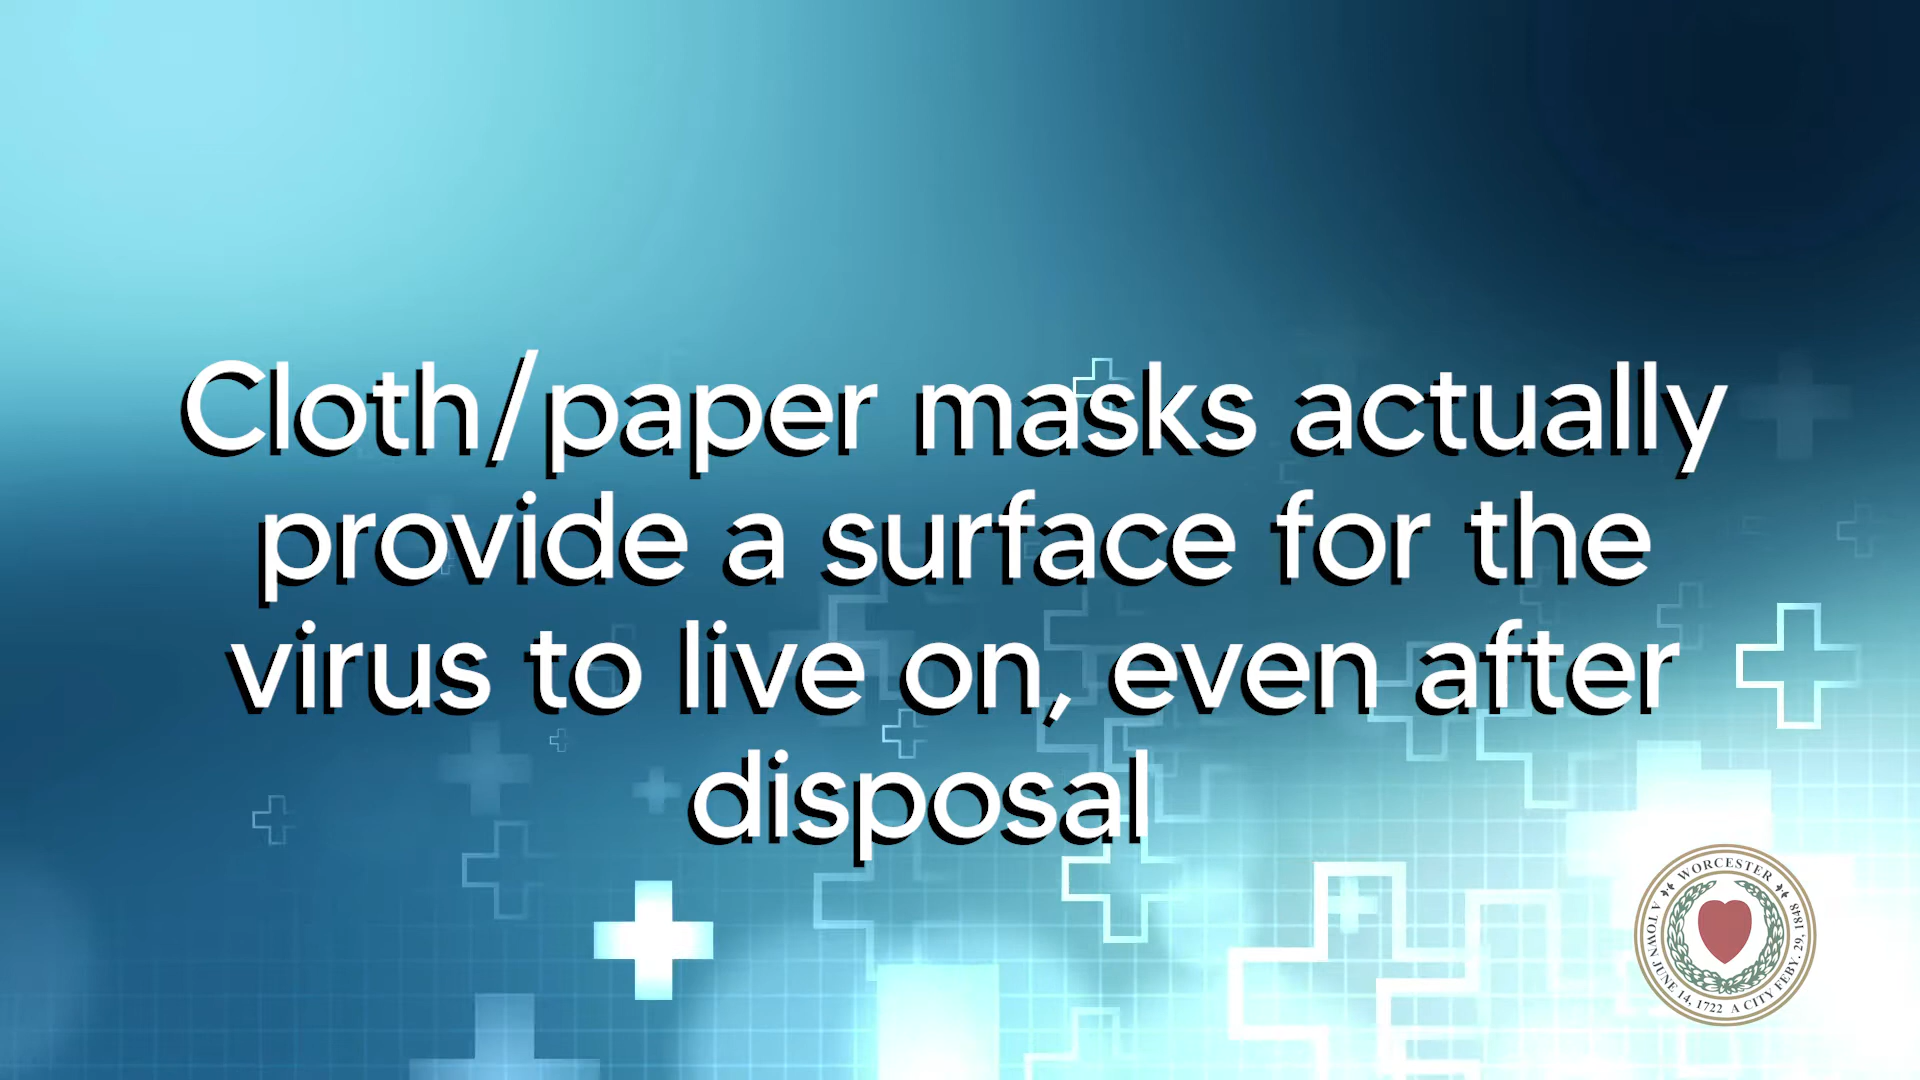 Cloth/paper masks actually
provide a surface for the
virus to live on, even after
disposal
WORCESTER
A TOWN JUNE 14, 1722 A CITY FEBY. 29, 1848